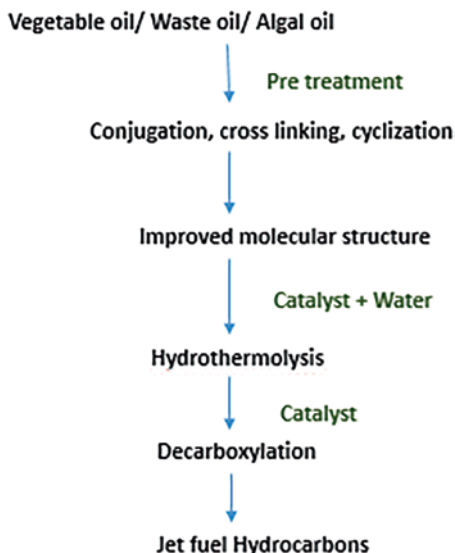 Vegetable oil/ Waste oil/ Algal oil
Pre treatment
Conjugation, cross linking, cyclization
Improved molecular structure
Catalyst + Water
Hydrothermolysis
Catalyst
Decarboxylation
Jet fuel Hydrocarbons